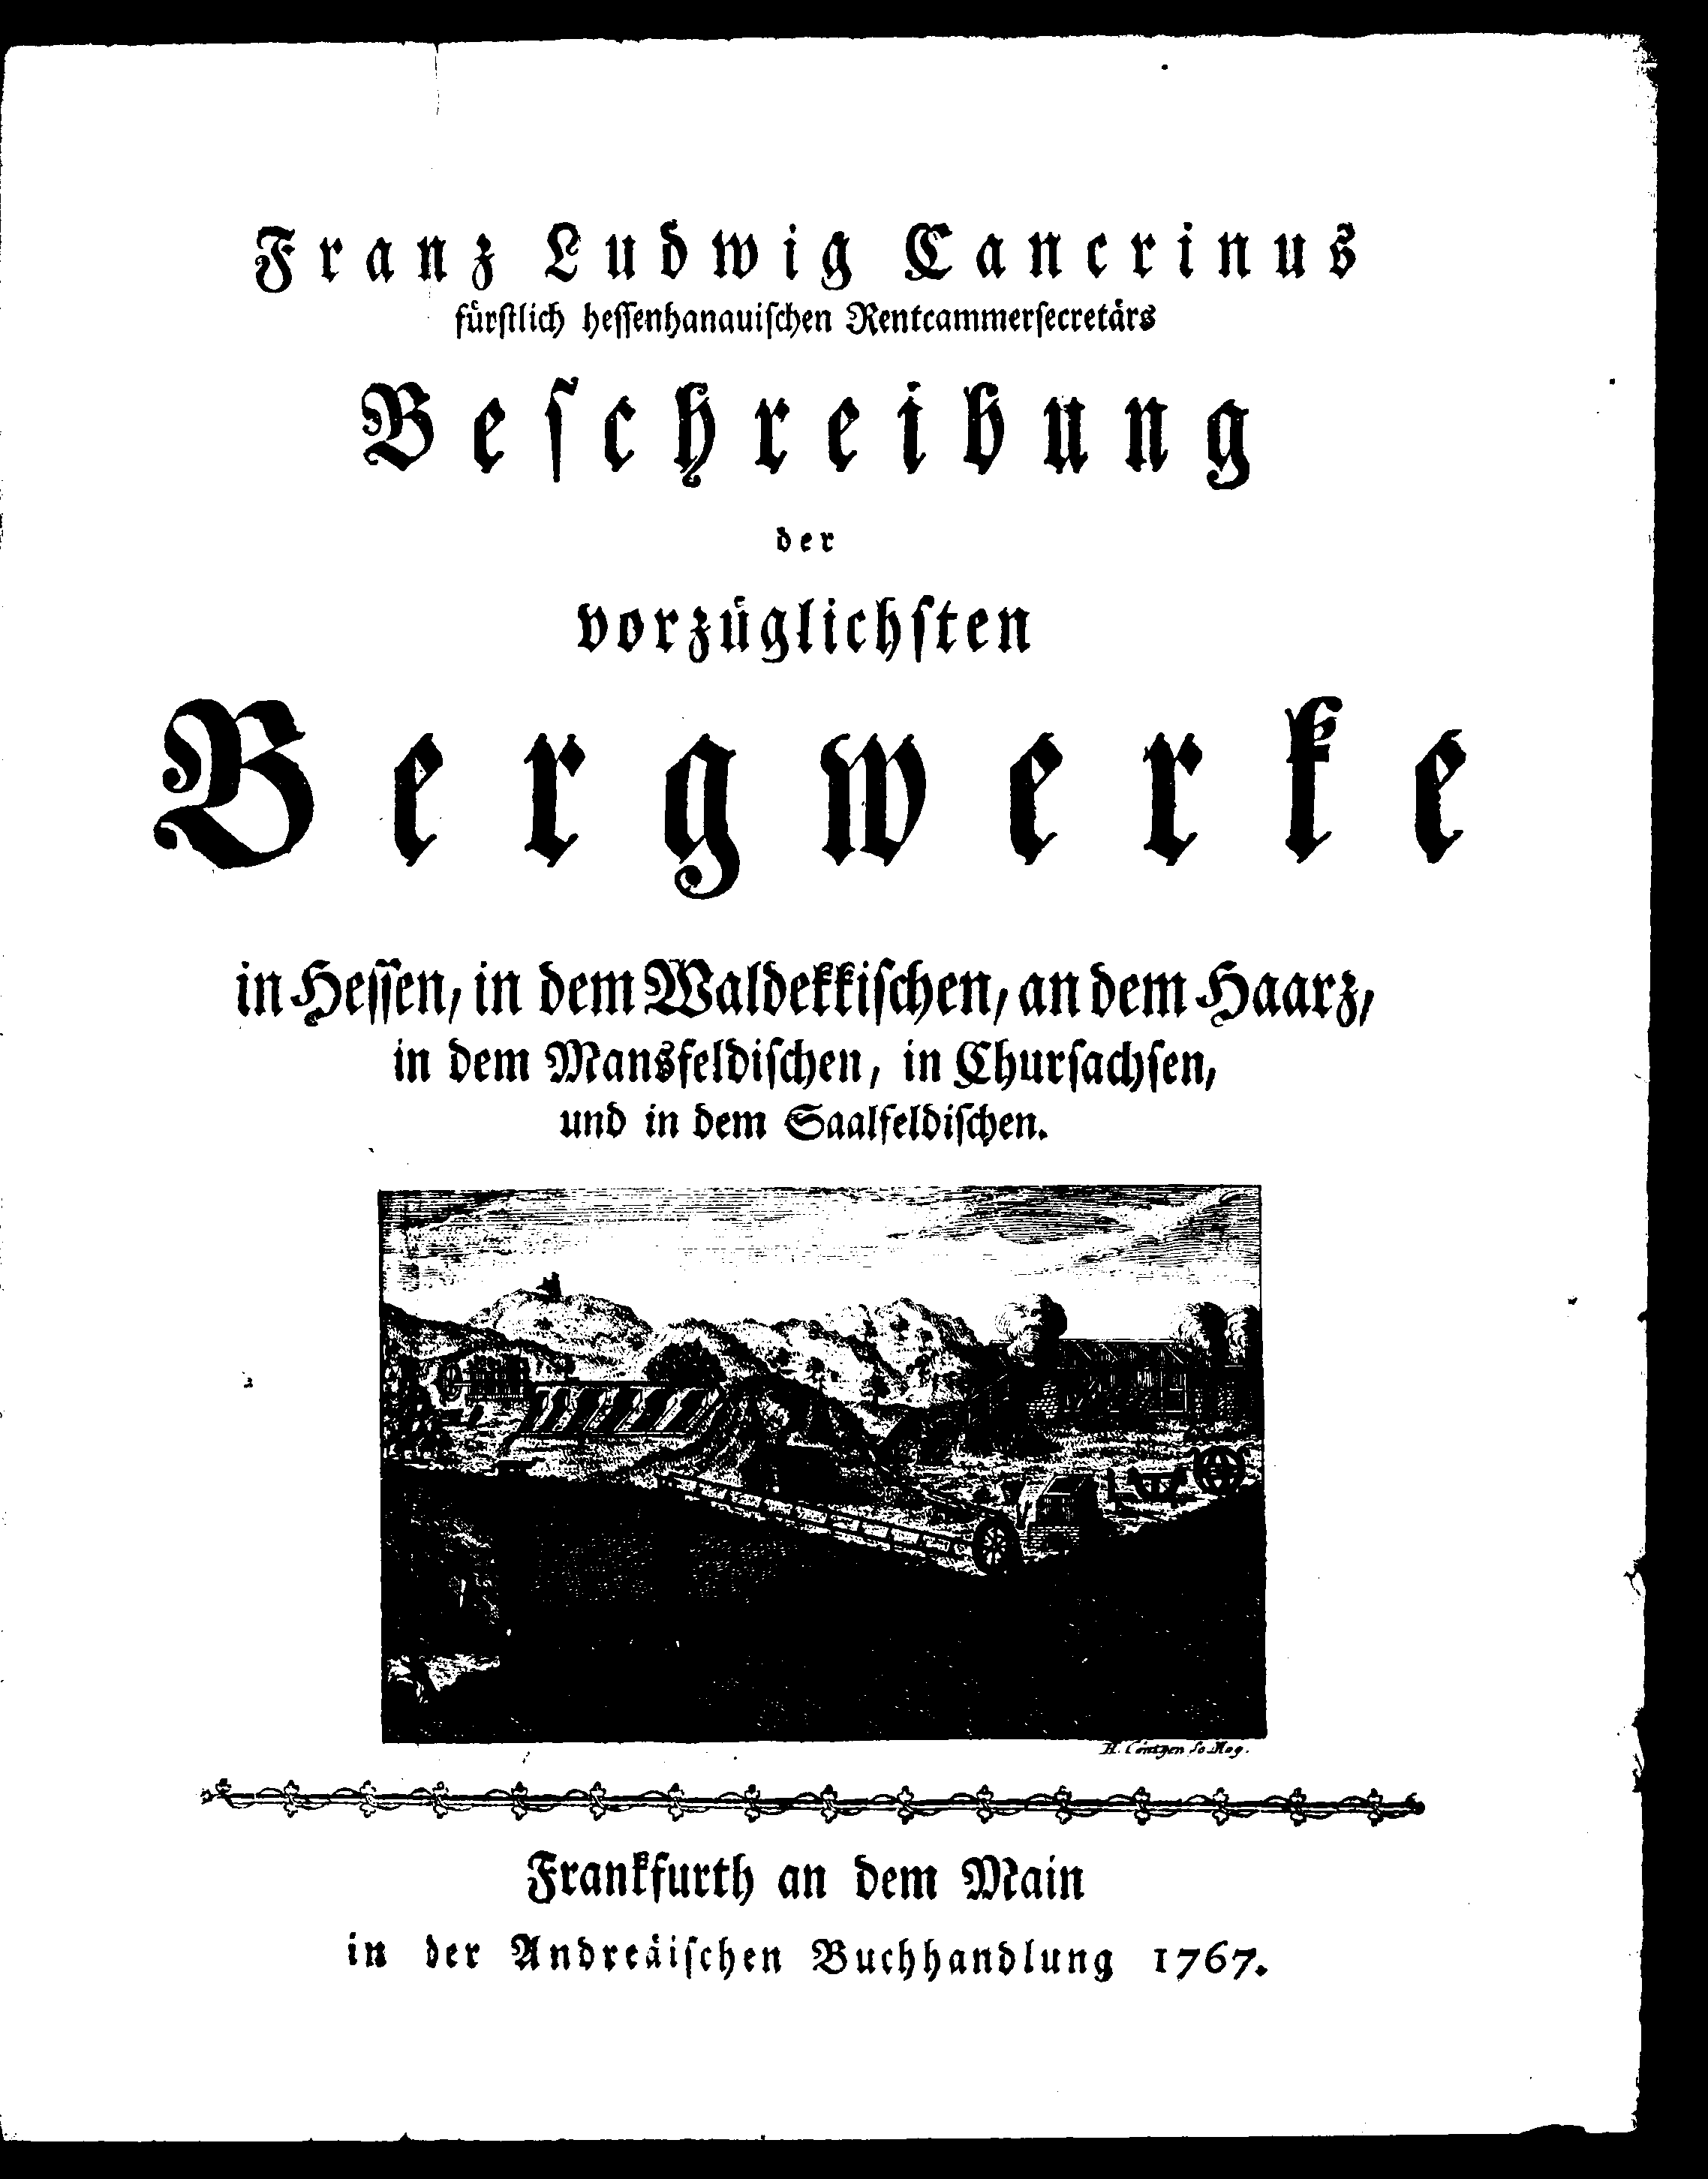 Franz Ludwig Cancrinus
fürſtlich heſſenhanauiſchen Rentcammerſecretärs
Beſchreibung
der
vorzüglichſten
Bergwerke
in Heſſen, in dem Waldekkiſchen, an dem Haarz,
in dem Mansfeldiſchen, in Churſachſen,
und in dem Saalfeldiſchen.
H. Cöntgen
Frankfurth an dem Main
in der Andreäiſchen Buchhandlung 1767.